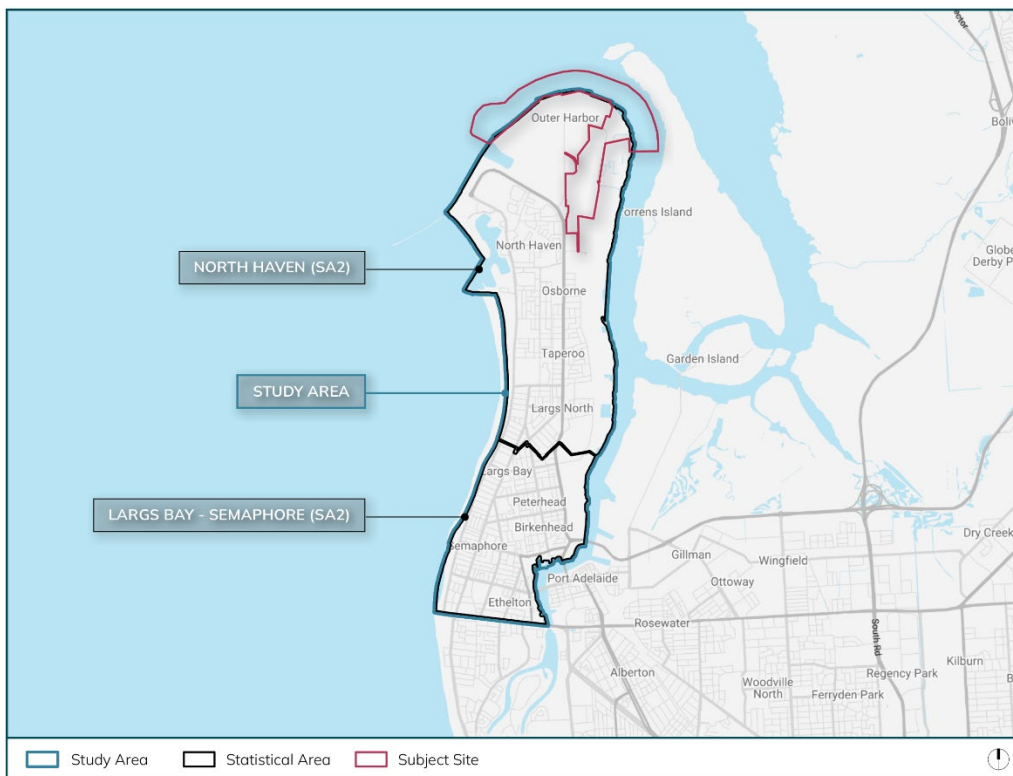 Boli
Outer Harbor
orrens Island
NORTH HAVEN (SA2)
North Haven
Globe
Derby P
Osborne
Taperoo
Garden Island
STUDY AREA
Largs North
Largs Bay
LARGS BAY - SEMAPHORE (SA2)
Peterhead
Birkenhead
Dry Creek
Semaphore
Gillman
Wingfield
Port Adelaide
Ottoway
Ethelton
Rosewater
South Rd
Kilburn
Alberton
Regency Park
Woodville
North
Ferryden Park
B
Study Area
Statistical Area
Subject Site